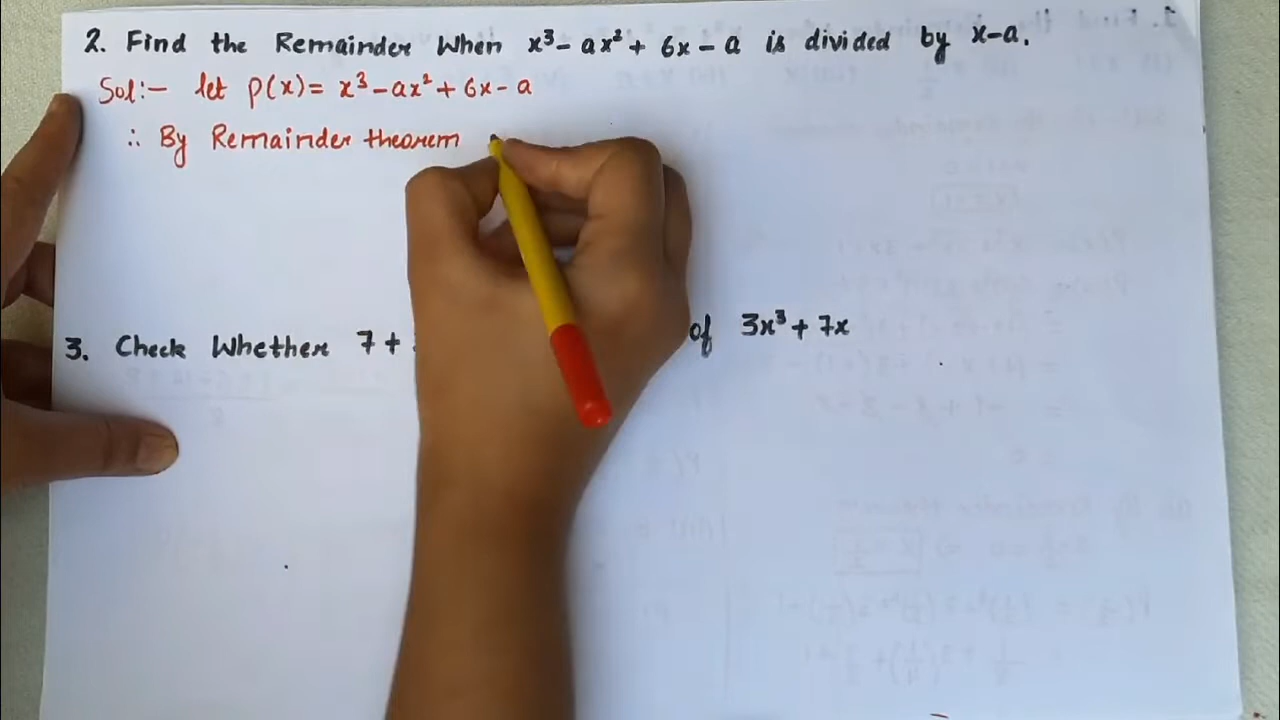 2. Find the Remainder When x³ - ax² + 6x - a is divided by x-a.
Sol:- let p(x) = x³ - ax² + 6x - a
∴ By Remainder theorem
3. Check Whether 7 + of 3x³ + 7x